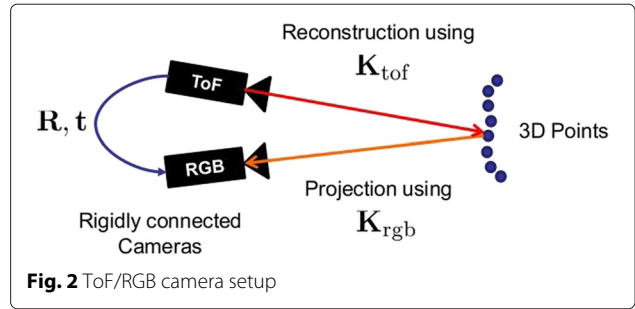 Reconstruction using
K_tof
ToF
R, t
3D Points
RGB
Projection using
K_rgb
Rigidly connected
Cameras
Fig. 2 ToF/RGB camera setup